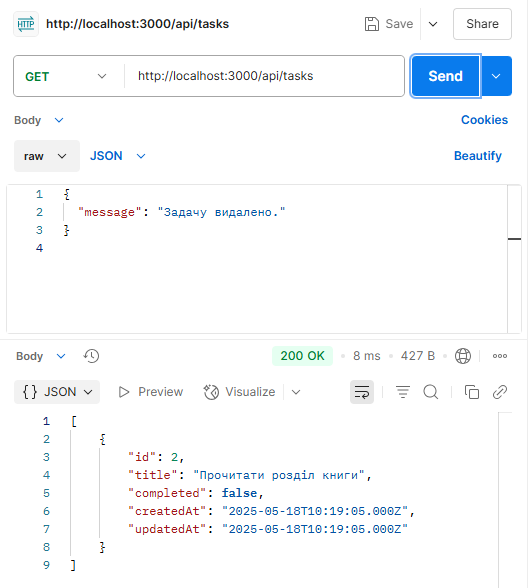 HTTP http://localhost:3000/api/tasks Save Share
GET http://localhost:3000/api/tasks Send
Body Cookies
raw JSON Beautify
1 {
2 "message": "Задачу видалено."
3 }
4
Body 200 OK • 8 ms • 427 B
{} JSON Preview Visualize
1 [
2 {
3 "id": 2,
4 "title": "Прочитати розділ книги",
5 "completed": false,
6 "createdAt": "2025-05-18T10:19:05.000Z",
7 "updatedAt": "2025-05-18T10:19:05.000Z"
8 }
9 ]